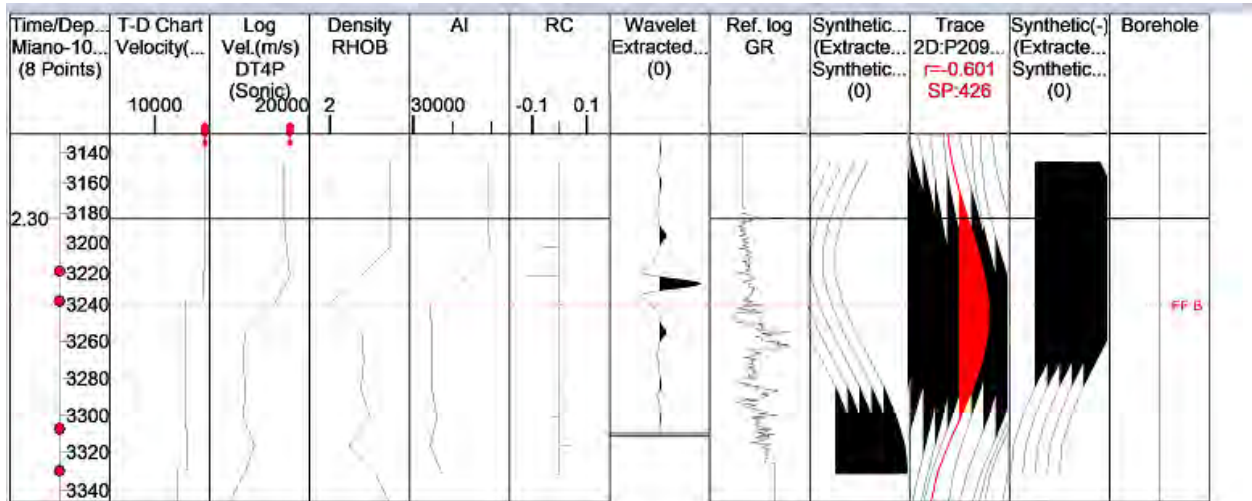 Time/Dep...
Miano-10...
(8 Points)
T-D Chart
Velocity(...
10000
Log
Vel.(m/s)
DT4P
(Sonic)
20000
Density
RHOB
2
AI
30000
RC
-0.1 0.1
Wavelet
Extracted...
(0)
Ref. log
GR
Synthetic...
(Extracte...
Synthetic...
(0)
Trace
2D:P209...
r=-0.601
SP:426
Synthetic(-)
(Extracte...
Synthetic...
(0)
Borehole
3140
3160
3180
2.30
3200
3220
3240
FF B
3260
3280
3300
3320
3340